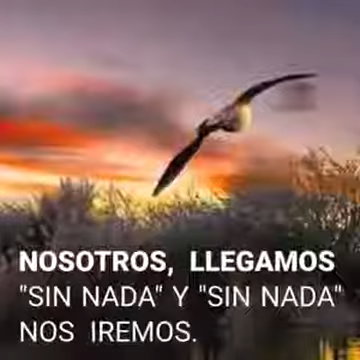 NOSOTROS, LLEGAMOS
"SIN NADA" Y "SIN NADA"
NOS IREMOS.